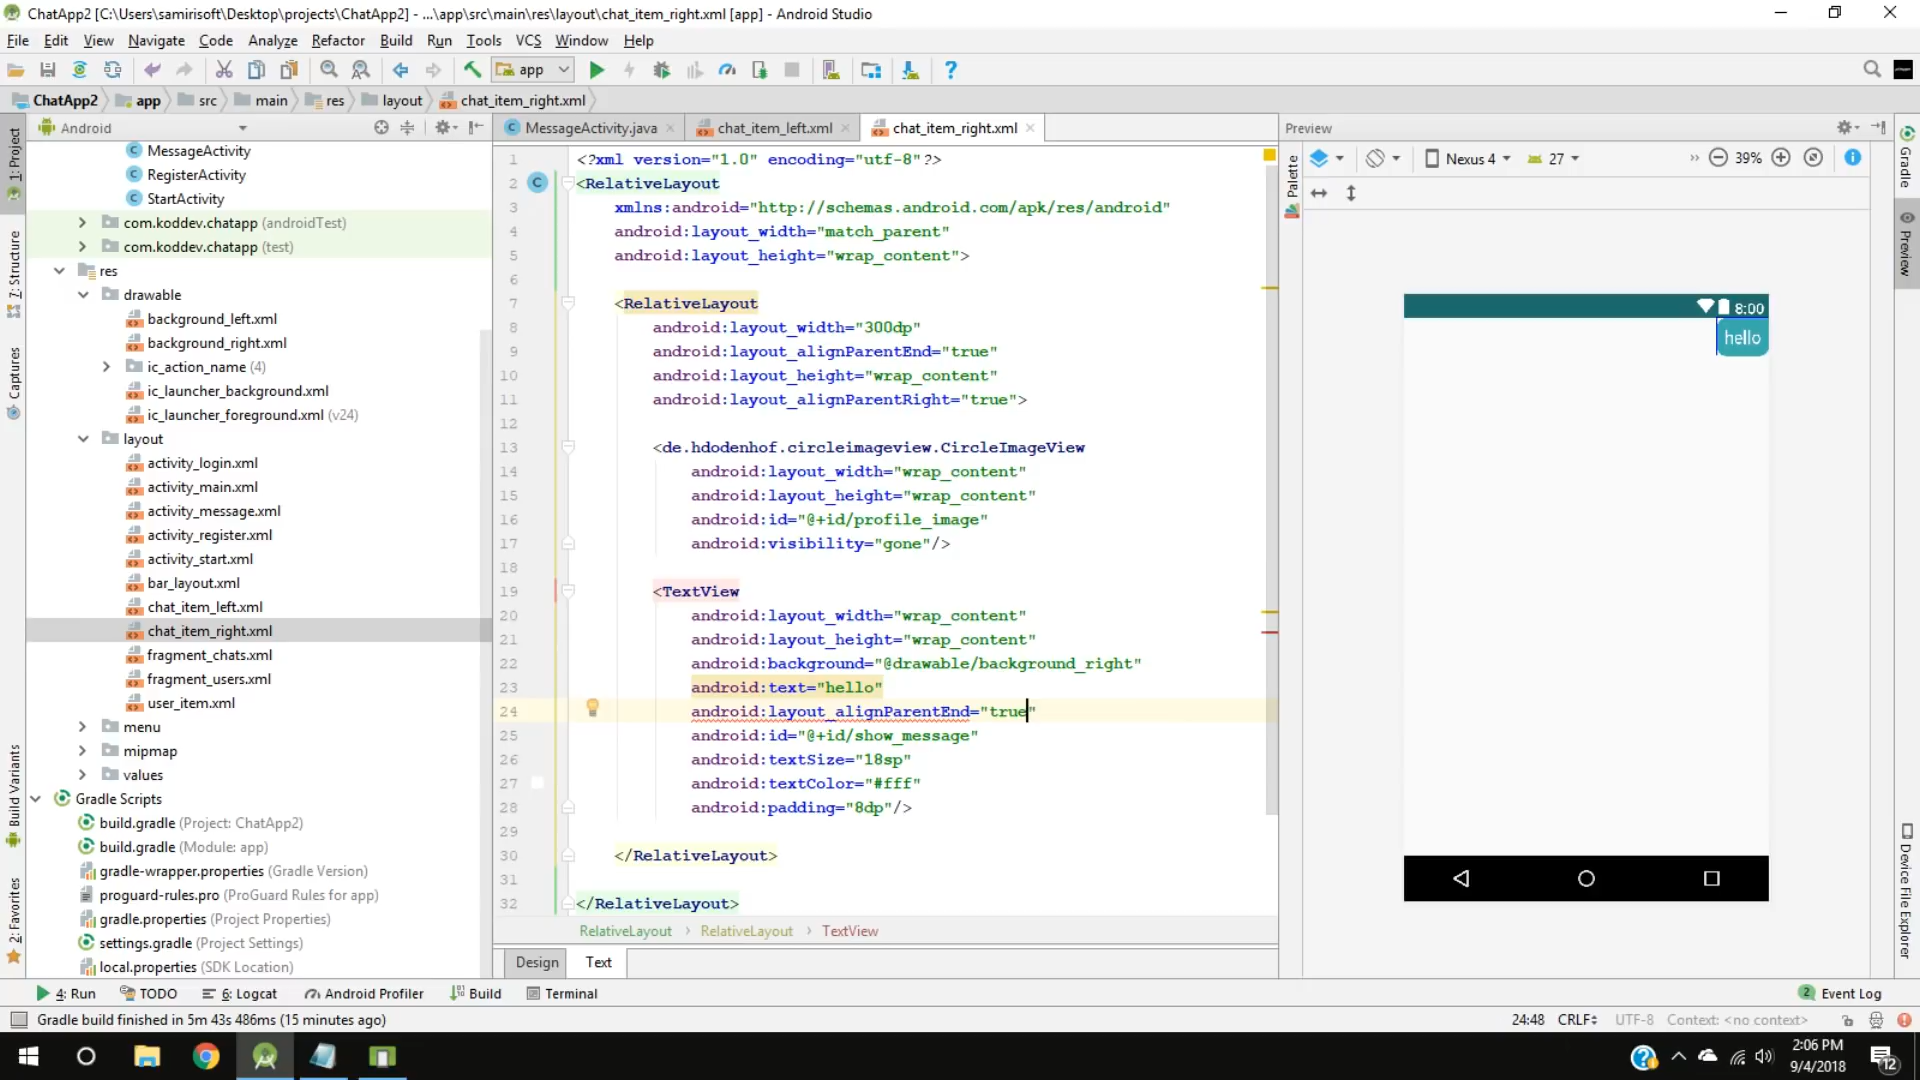 ChatApp2 [C:\Users\samirisoft\Desktop\projects\ChatApp2] - ...\app\src\main\res\layout\chat_item_right.xml [app] - Android Studio
File Edit View Navigate Code Analyze Refactor Build Run Tools VCS Window Help
app
ChatApp2 app src main res layout chat_item_right.xml
Android
MessageActivity.java chat_item_left.xml chat_item_right.xml
Preview
1: Project
7: Structure
Captures
Build Variants
2: Favorites
MessageActivity
RegisterActivity
StartActivity
com.koddev.chatapp (androidTest)
com.koddev.chatapp (test)
res
drawable
background_left.xml
background_right.xml
ic_action_name (4)
ic_launcher_background.xml
ic_launcher_foreground.xml (v24)
layout
activity_login.xml
activity_main.xml
activity_message.xml
activity_register.xml
activity_start.xml
bar_layout.xml
chat_item_left.xml
chat_item_right.xml
fragment_chats.xml
fragment_users.xml
user_item.xml
menu
mipmap
values
Gradle Scripts
build.gradle (Project: ChatApp2)
build.gradle (Module: app)
gradle-wrapper.properties (Gradle Version)
proguard-rules.pro (ProGuard Rules for app)
gradle.properties (Project Properties)
settings.gradle (Project Settings)
local.properties (SDK Location)
1 <?xml version="1.0" encoding="utf-8"?>
2 C <RelativeLayout
3 xmlns:android="http://schemas.android.com/apk/res/android"
4 android:layout_width="match_parent"
5 android:layout_height="wrap_content">
6
7 <RelativeLayout
8 android:layout_width="300dp"
9 android:layout_alignParentEnd="true"
10 android:layout_height="wrap_content"
11 android:layout_alignParentRight="true">
12
13 <de.hdodenhof.circleimageview.CircleImageView
14 android:layout_width="wrap_content"
15 android:layout_height="wrap_content"
16 android:id="@+id/profile_image"
17 android:visibility="gone"/>
18
19 <TextView
20 android:layout_width="wrap_content"
21 android:layout_height="wrap_content"
22 android:background="@drawable/background_right"
23 android:text="hello"
24 android:layout_alignParentEnd="true"
25 android:id="@+id/show_message"
26 android:textSize="18sp"
27 android:textColor="#fff"
28 android:padding="8dp"/>
29
30 </RelativeLayout>
31
32 </RelativeLayout>
RelativeLayout › RelativeLayout › TextView
Design Text
Palette
Nexus 4 27 39%
8:00
hello
Gradle
Preview
Device File Explorer
4: Run TODO 6: Logcat Android Profiler Build Terminal 2 Event Log
Gradle build finished in 5m 43s 486ms (15 minutes ago) 24:48 CRLF UTF-8 Context: <no context>
2:06 PM
9/4/2018
12